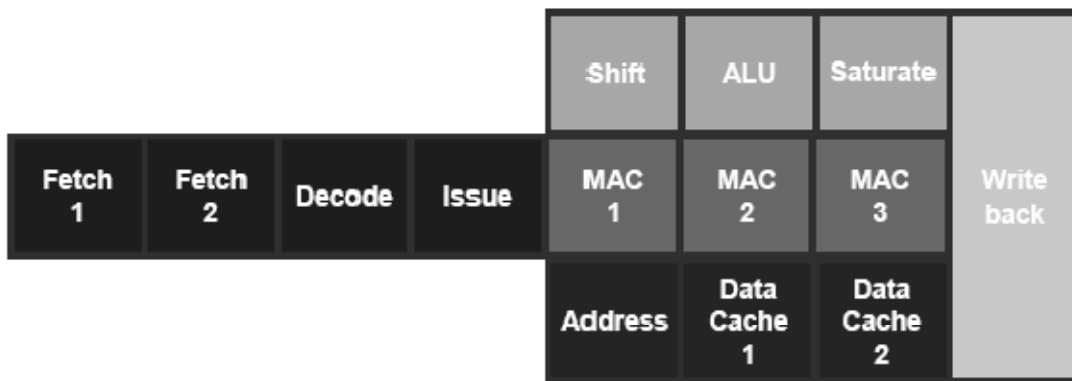 Shift
ALU
Saturate
Fetch
1
Fetch
2
Decode
Issue
MAC
1
MAC
2
MAC
3
Write
back
Address
Data
Cache
1
Data
Cache
2